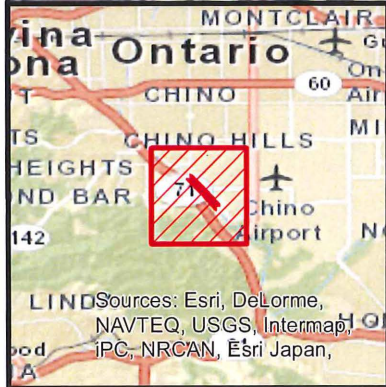 MONTCLAIR
vina
ona Ontario
60
CHINO
CHINO HILLS
HEIGHTS
ND BAR
71
Chino
Airport
142
LIND
Sources: Esri, DeLorme,
NAVTEQ, USGS, Intermap,
iPC, NRCAN, Esri Japan,